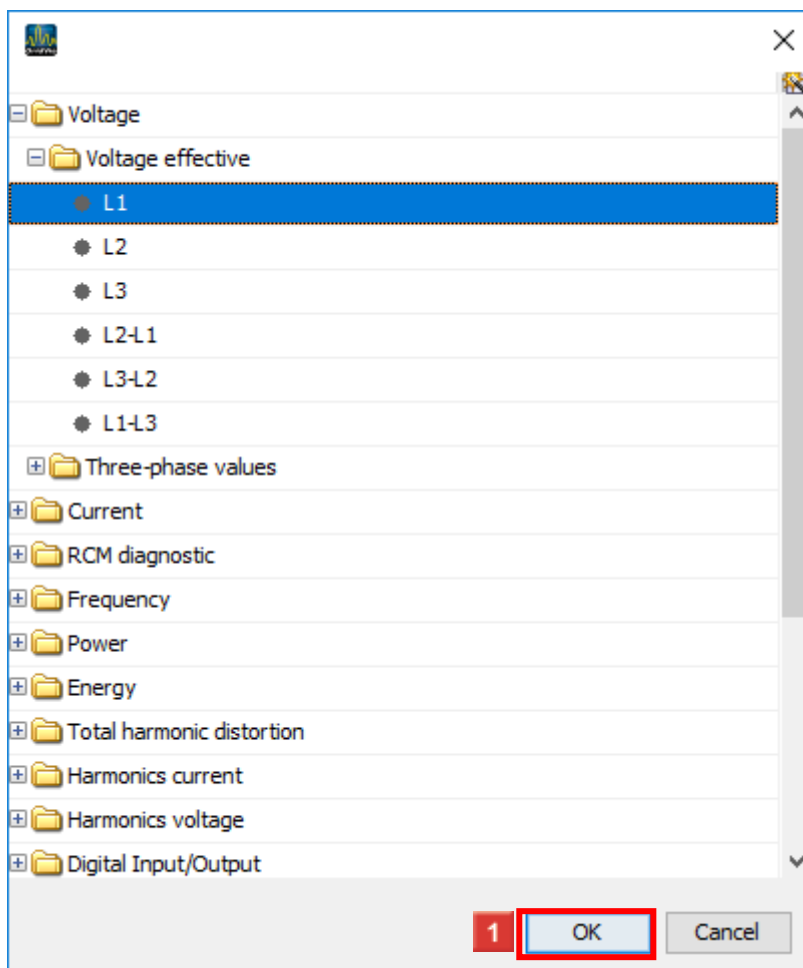 Voltage
Voltage effective
L1
L2
L3
L2-L1
L3-L2
L1-L3
Three-phase values
Current
RCM diagnostic
Frequency
Power
Energy
Total harmonic distortion
Harmonics current
Harmonics voltage
Digital Input/Output
1 OK Cancel